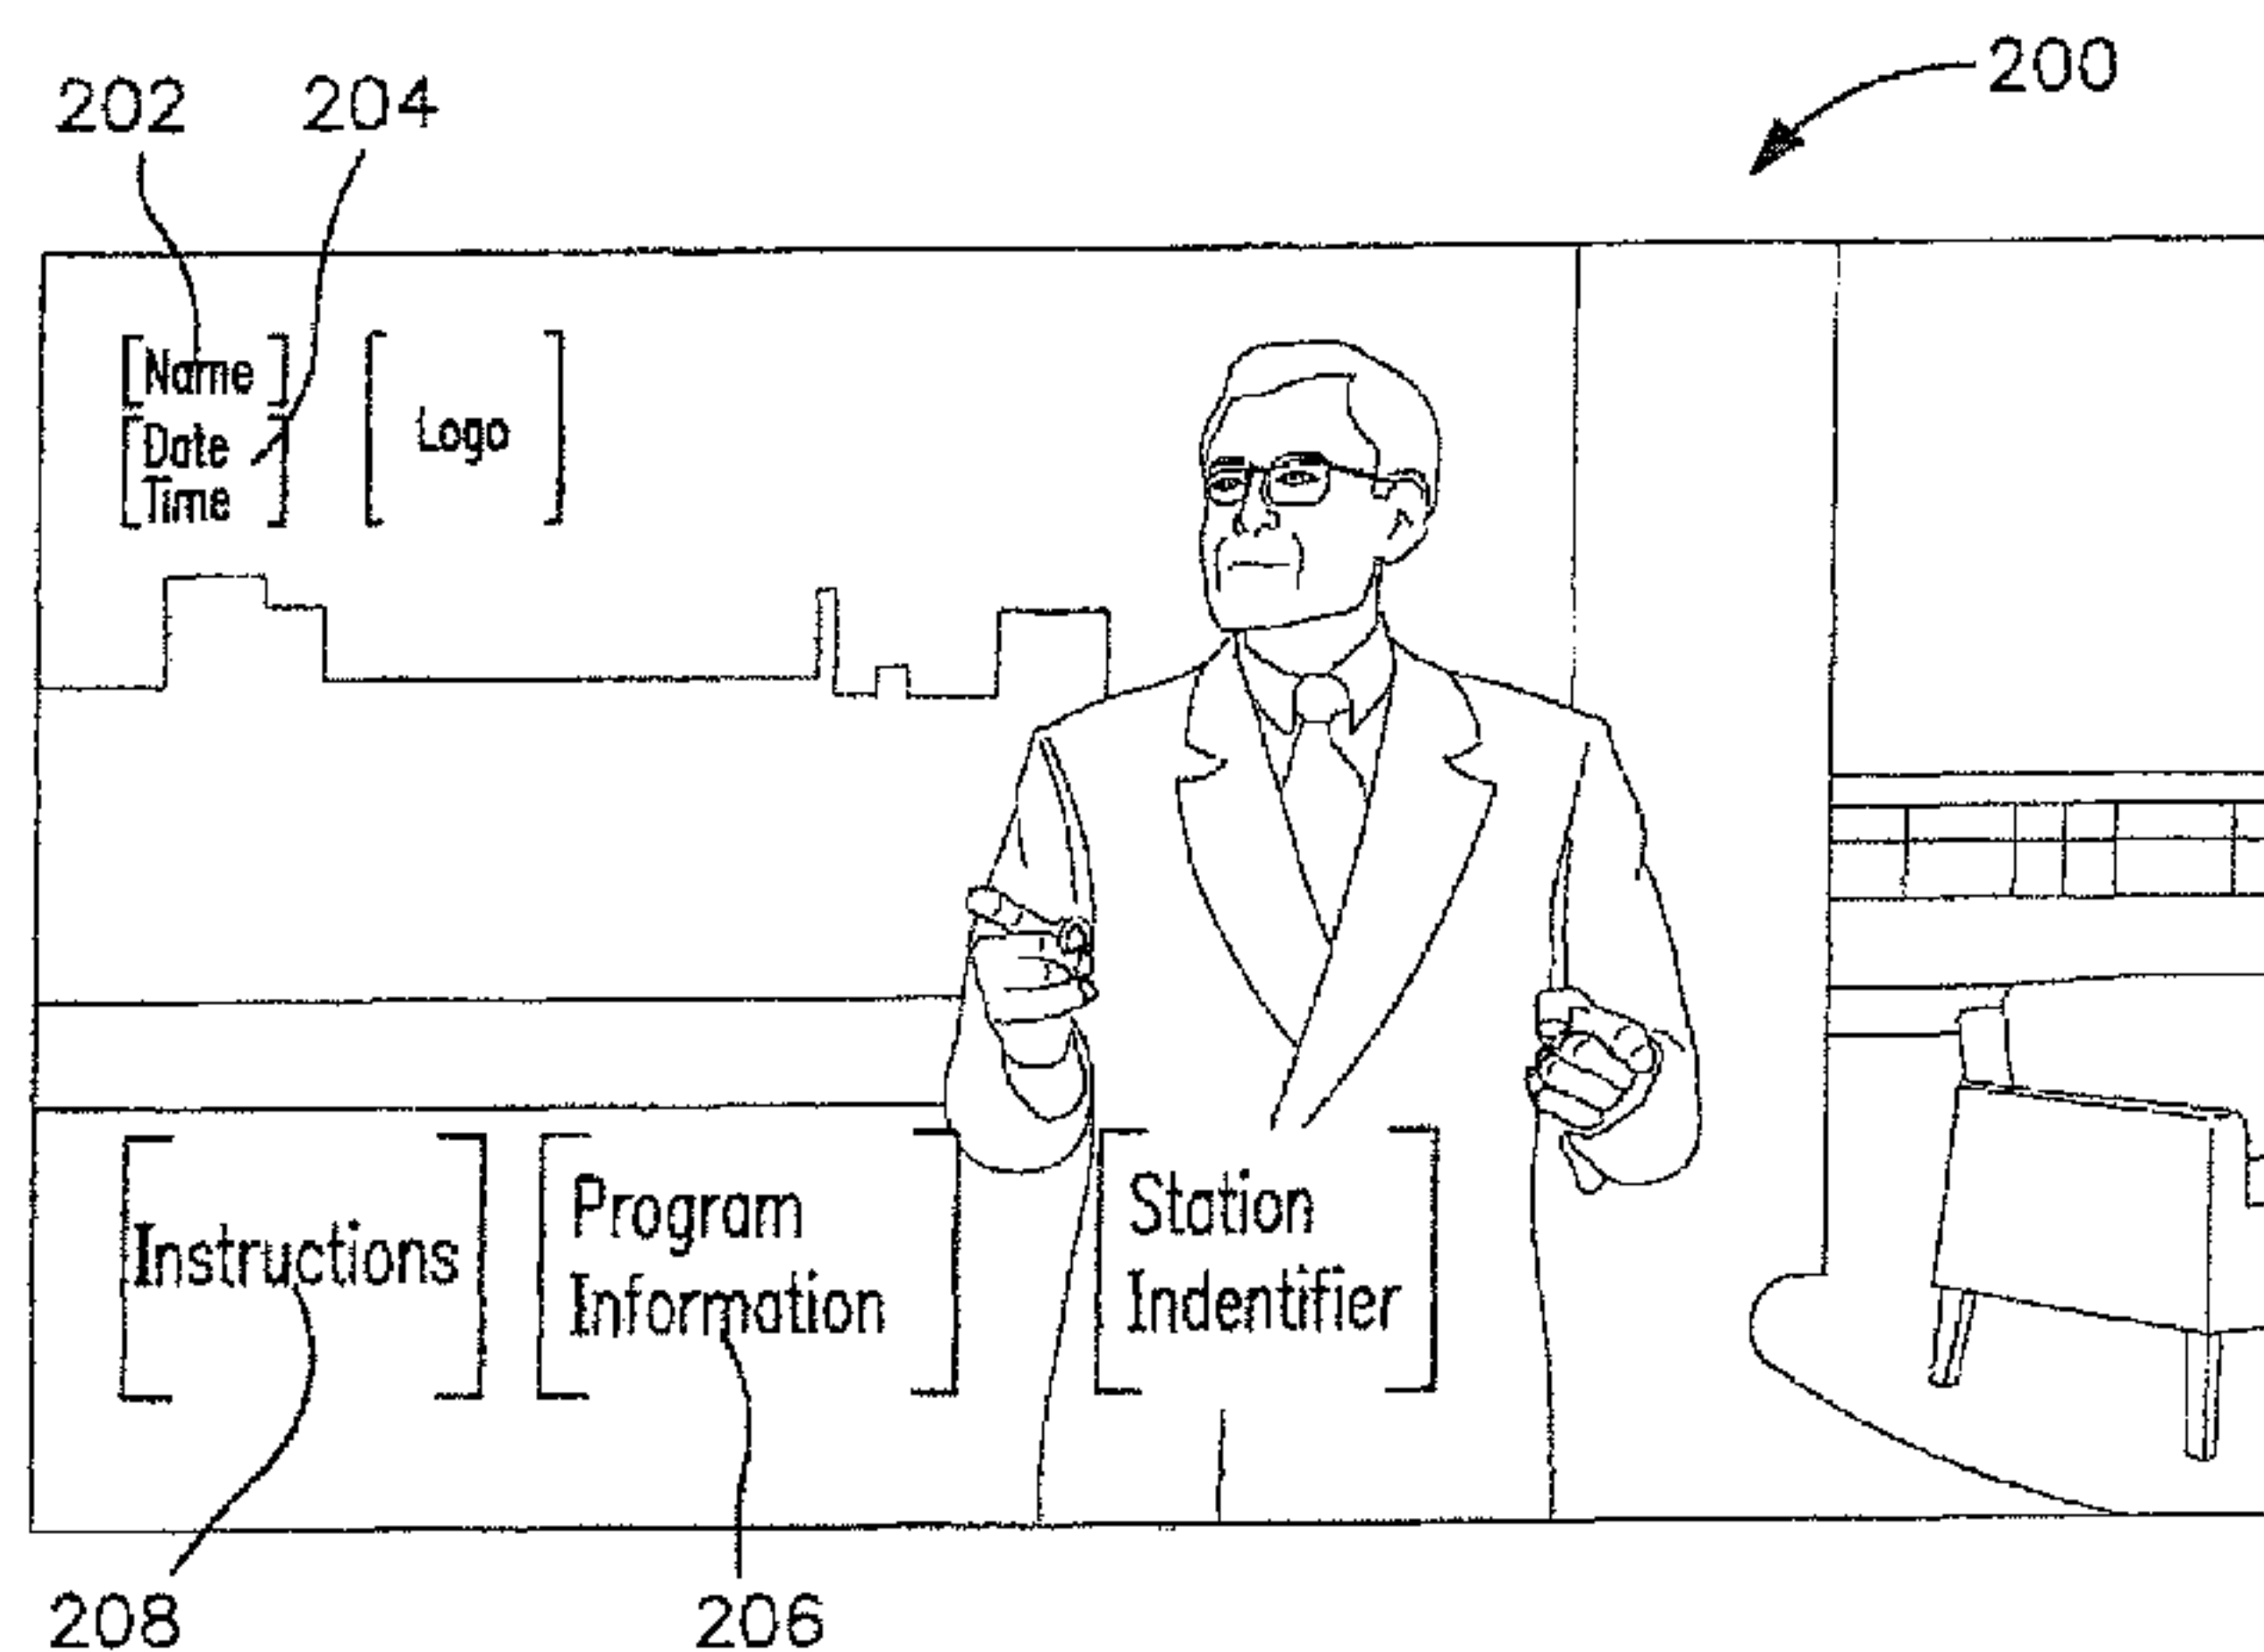 200
202 204
[Name]
[Date
Time]
[Logo]
[Instructions]
[Program
Information]
[Station
Indentifier]
208 206